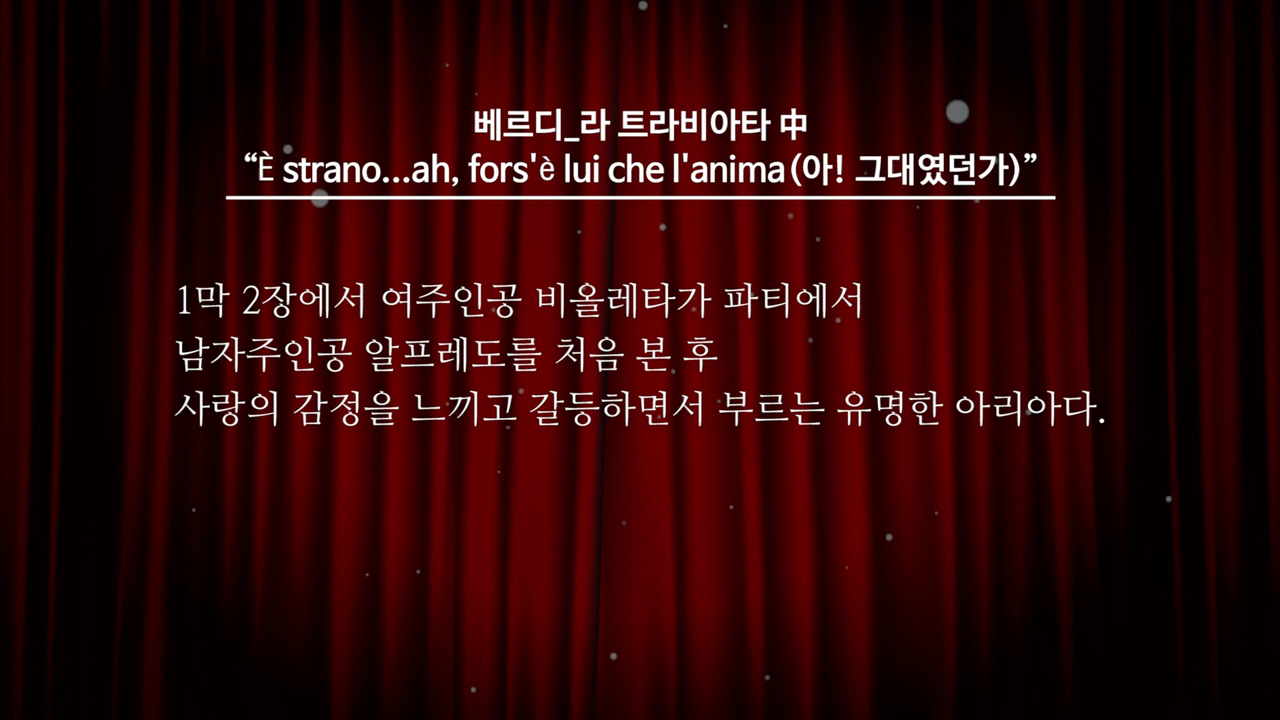 베르디_라 트라비아타 中
“È strano...ah, fors'è lui che l'anima(아! 그대였던가)”
1막 2장에서 여주인공 비올레타가 파티에서
남자주인공 알프레도를 처음 본 후
사랑의 감정을 느끼고 갈등하면서 부르는 유명한 아리아다.